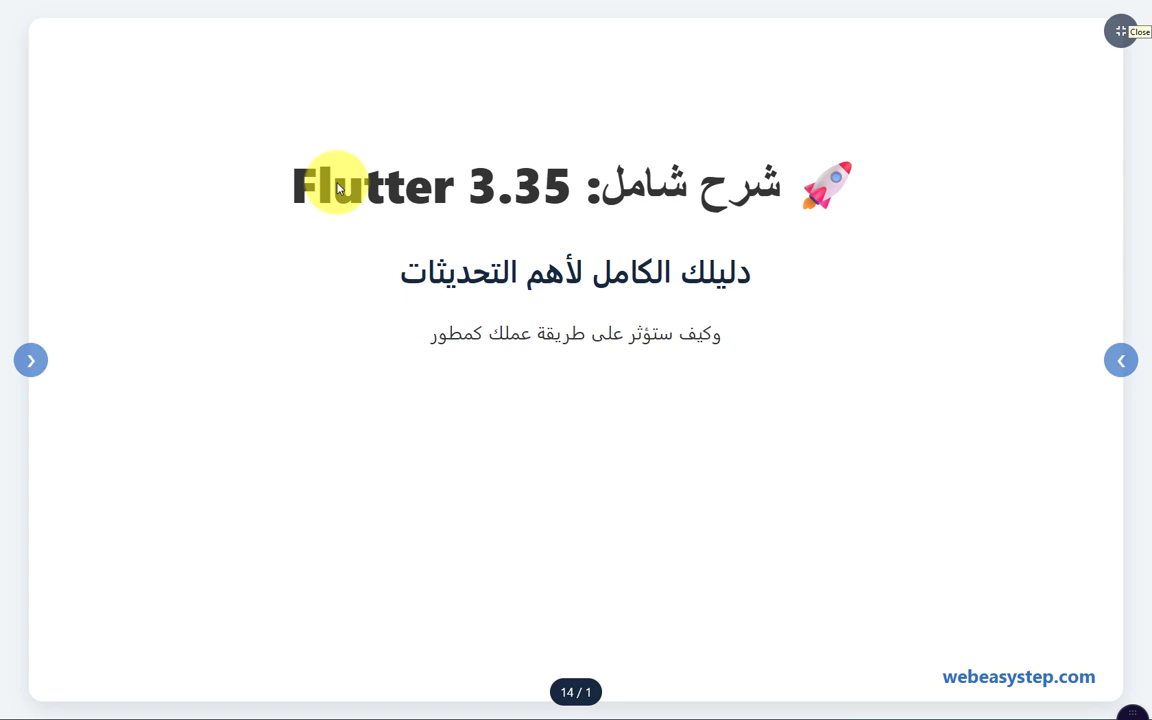 Close
🚀 شرح شامل: Flutter 3.35
دليلك الكامل لأهم التحديثات
وكيف ستؤثر على طريقة عملك كمطور
webeasystep.com
14 / 1